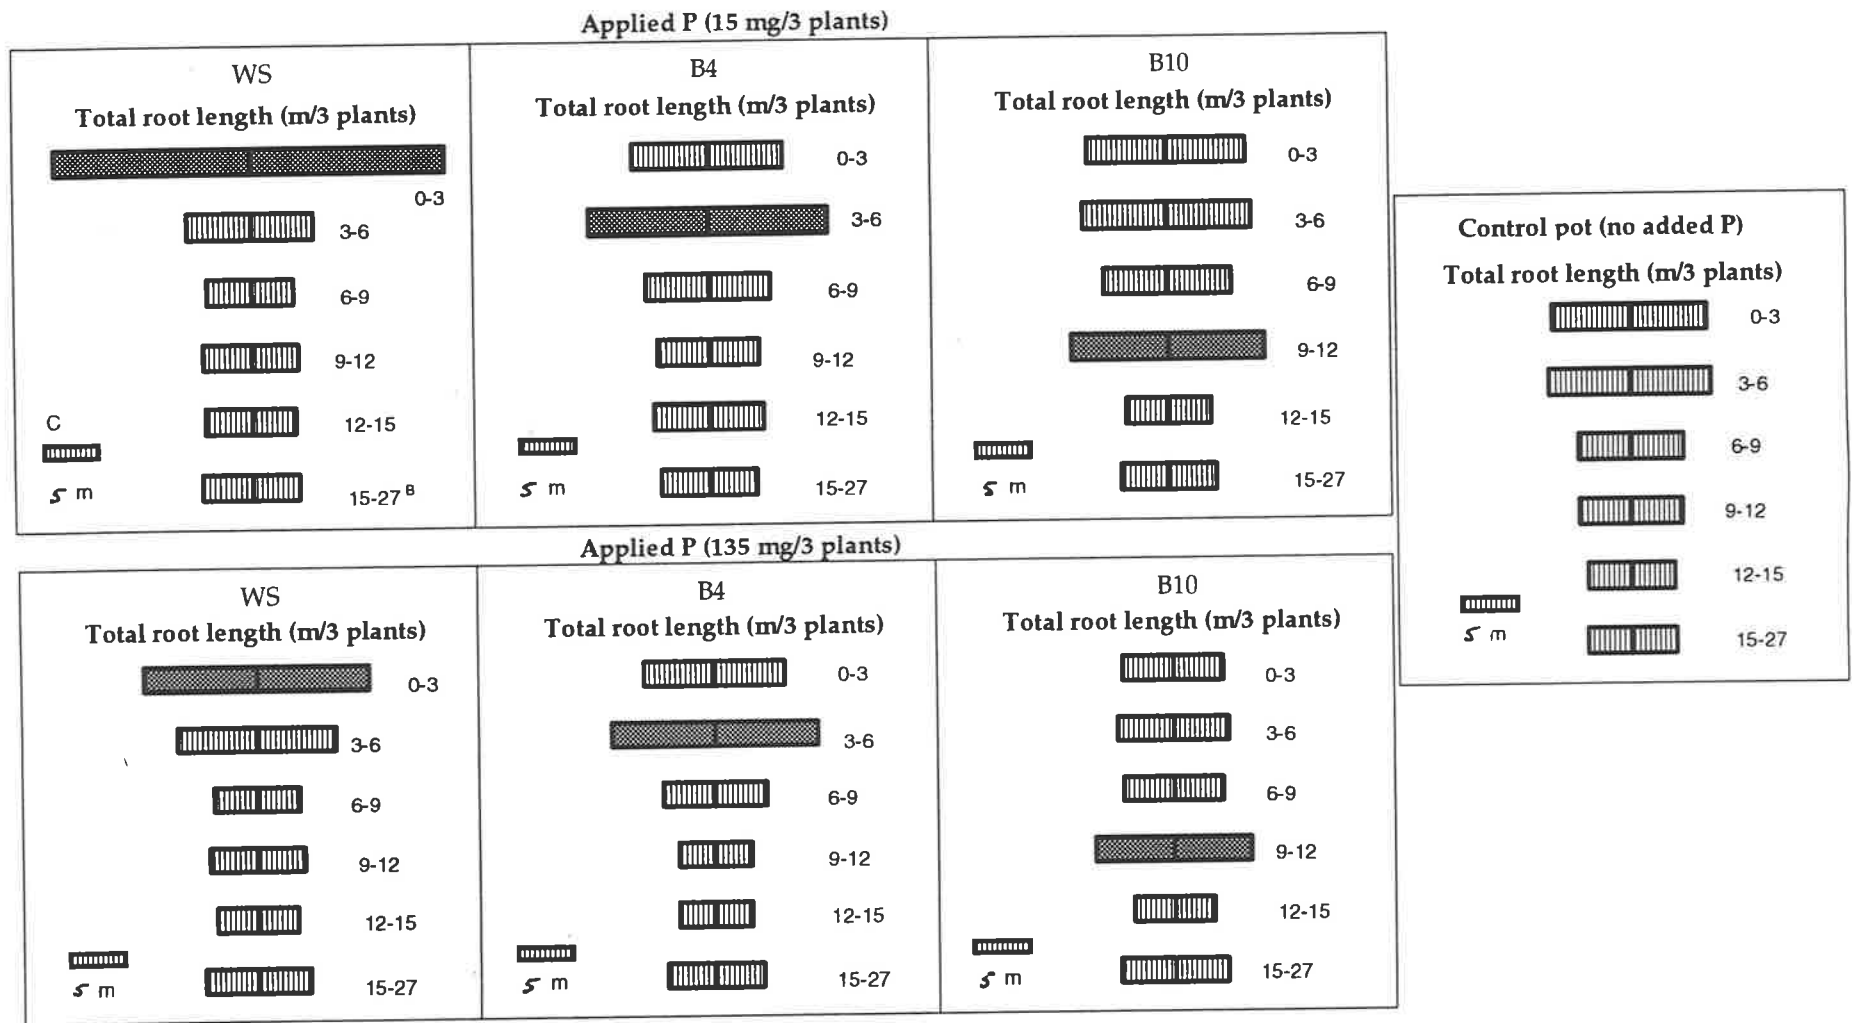 Applied P (15 mg/3 plants)
WS
Total root length (m/3 plants)
0-3
3-6
6-9
9-12
C
12-15
5 m
15-27 B
B4
Total root length (m/3 plants)
0-3
3-6
6-9
9-12
12-15
5 m
15-27
B10
Total root length (m/3 plants)
0-3
3-6
6-9
9-12
12-15
5 m
15-27
Control pot (no added P)
Total root length (m/3 plants)
0-3
3-6
6-9
9-12
12-15
5 m
15-27
Applied P (135 mg/3 plants)
WS
Total root length (m/3 plants)
0-3
3-6
6-9
9-12
12-15
5 m
15-27
B4
Total root length (m/3 plants)
0-3
3-6
6-9
9-12
12-15
5 m
15-27
B10
Total root length (m/3 plants)
0-3
3-6
6-9
9-12
12-15
5 m
15-27